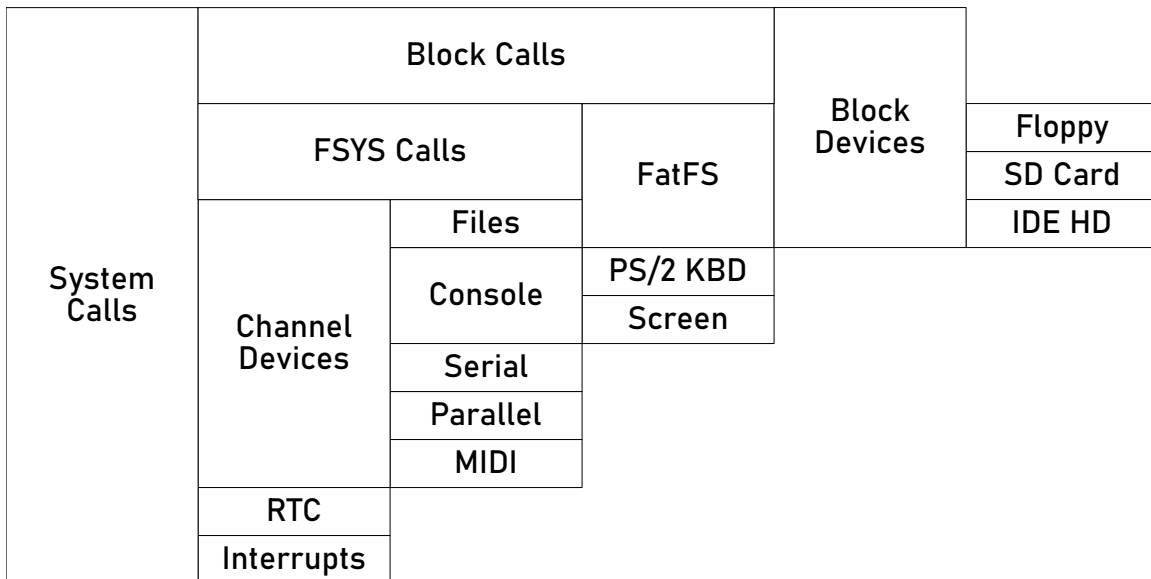 Block Calls
Block
Devices
Floppy
FSYS Calls
FatFS
SD Card
Files
IDE HD
System
Calls
Channel
Devices
Console
PS/2 KBD
Screen
Serial
Parallel
MIDI
RTC
Interrupts